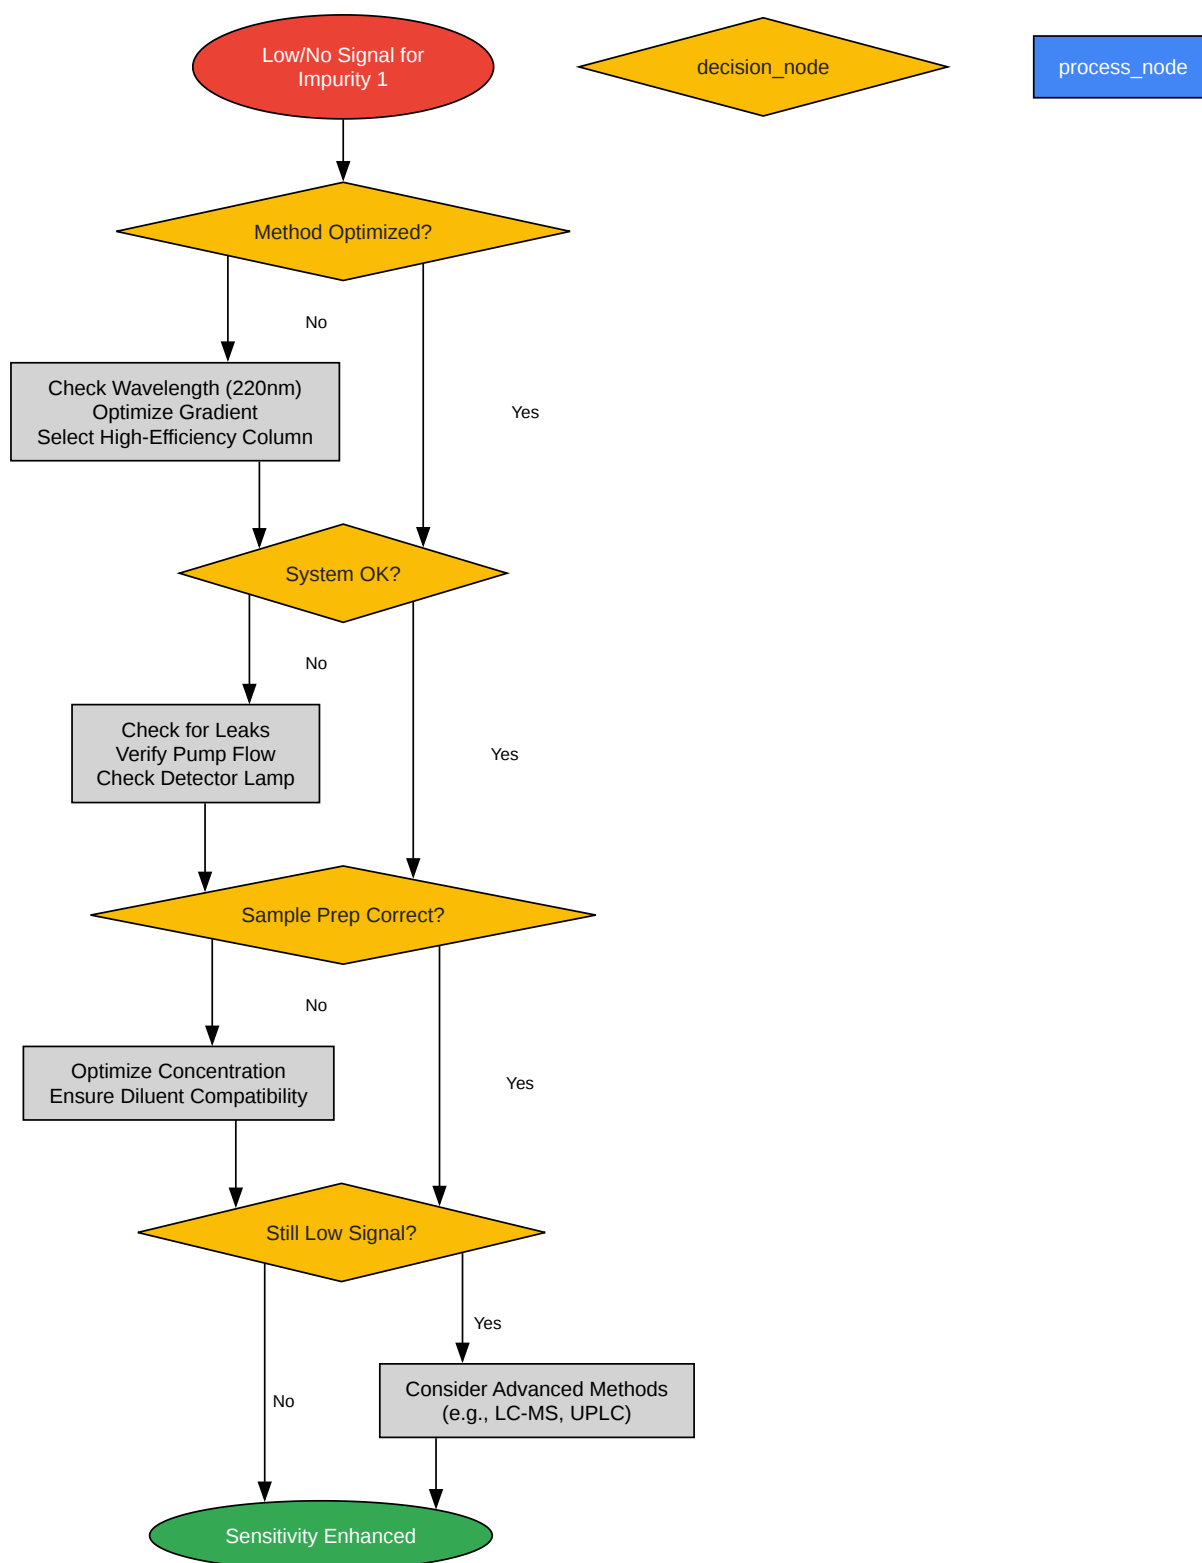 Low/No Signal for
Impurity 1
decision_node
process_node
Method Optimized?
No
Check Wavelength (220nm)
Optimize Gradient
Select High-Efficiency Column
Yes
System OK?
No
Check for Leaks
Verify Pump Flow
Check Detector Lamp
Yes
Sample Prep Correct?
No
Optimize Concentration
Ensure Diluent Compatibility
Yes
Still Low Signal?
Yes
Consider Advanced Methods
(e.g., LC-MS, UPLC)
No
Sensitivity Enhanced